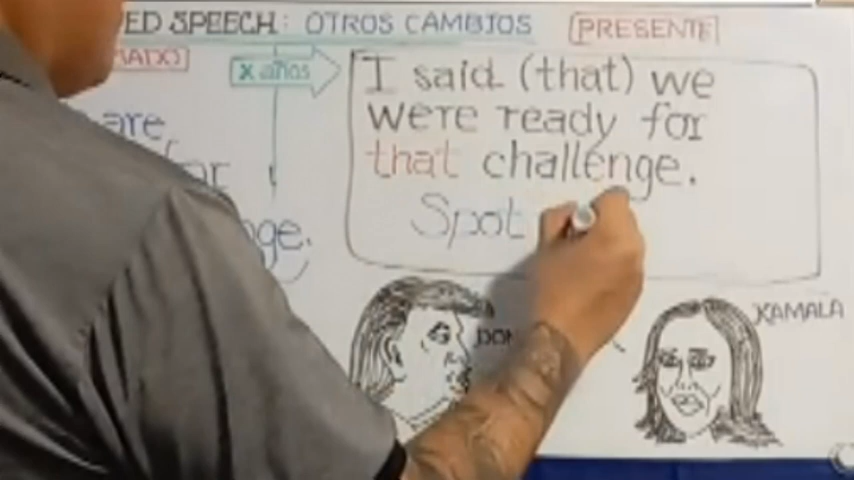 ED SPEECH: OTROS CAMBIOS
PRESENTE
x años
I said (that) we
were ready for
that challenge.
Spot
are
KAMALA